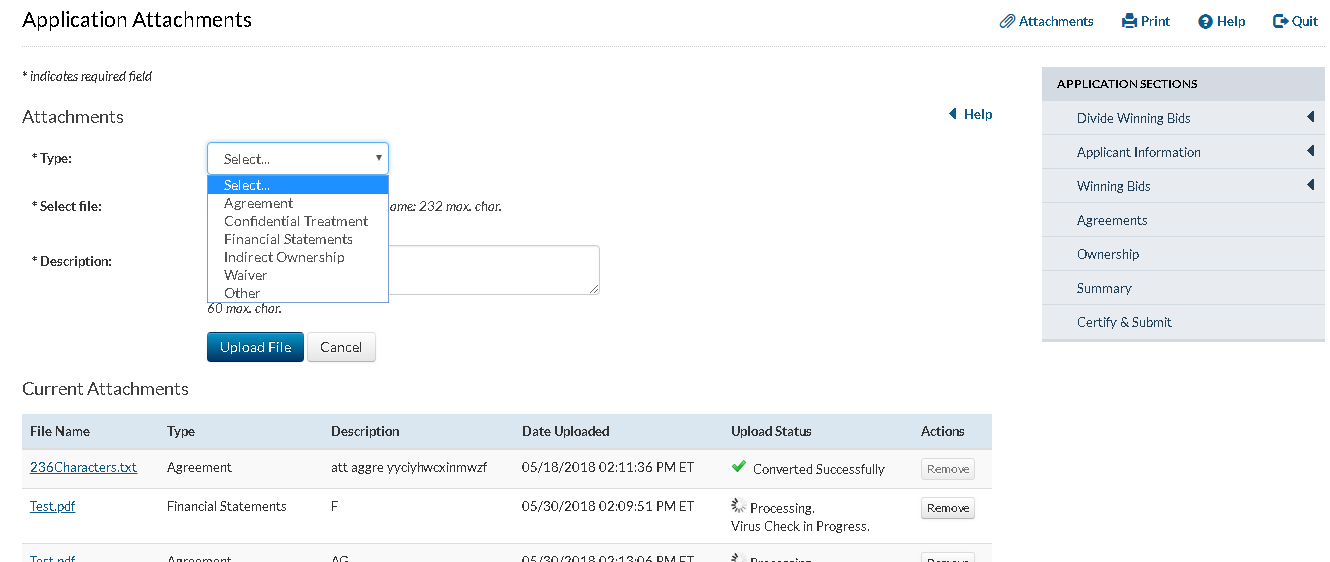 Application Attachments
Attachments Print Help Quit
* indicates required field
Attachments
Help
* Type:
Select...
Select...
Agreement
Confidential Treatment
Financial Statements
Indirect Ownership
Waiver
Other
* Select file:
ame: 232 max. char.
* Description:
60 max. char.
Upload File Cancel
APPLICATION SECTIONS
Divide Winning Bids
Applicant Information
Winning Bids
Agreements
Ownership
Summary
Certify & Submit
Current Attachments
File Name Type Description Date Uploaded Upload Status Actions
236Characters.txt Agreement att aggre yyciyhwcxinmwzf 05/18/2018 02:11:36 PM ET Converted Successfully Remove
Test.pdf Financial Statements F 05/30/2018 02:09:51 PM ET Processing. Remove
Virus Check in Progress.
Test.pdf Agreement AG 05/30/2018 02:13:06 PM ET Processing. Remove